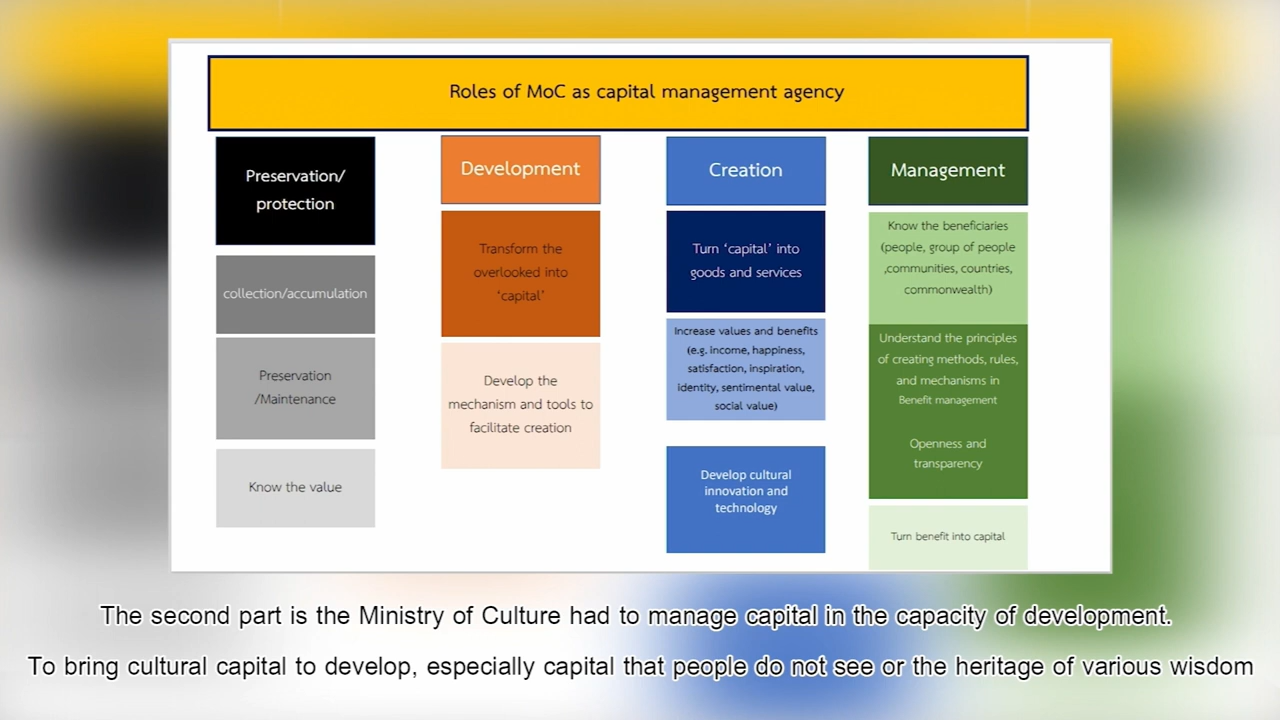 Roles of MoC as capital management agency
Preservation/
protection
collection/accumulation
Preservation
/Maintenance
Know the value
Development
Transform the
overlooked into
‘capital’
Develop the
mechanism and tools to
facilitate creation
Creation
Turn ‘capital’ into
goods and services
Increase values and benefits
(e.g. income, happiness,
satisfaction, inspiration,
identity, sentimental value,
social value)
Develop cultural
innovation and
technology
Management
Know the beneficiaries
(people, group of people
,communities, countries,
commonwealth)
Understand the principles
of creating methods, rules,
and mechanisms in
Benefit management
Openness and
transparency
Turn benefit into capital
The second part is the Ministry of Culture had to manage capital in the capacity of development.
To bring cultural capital to develop, especially capital that people do not see or the heritage of various wisdom